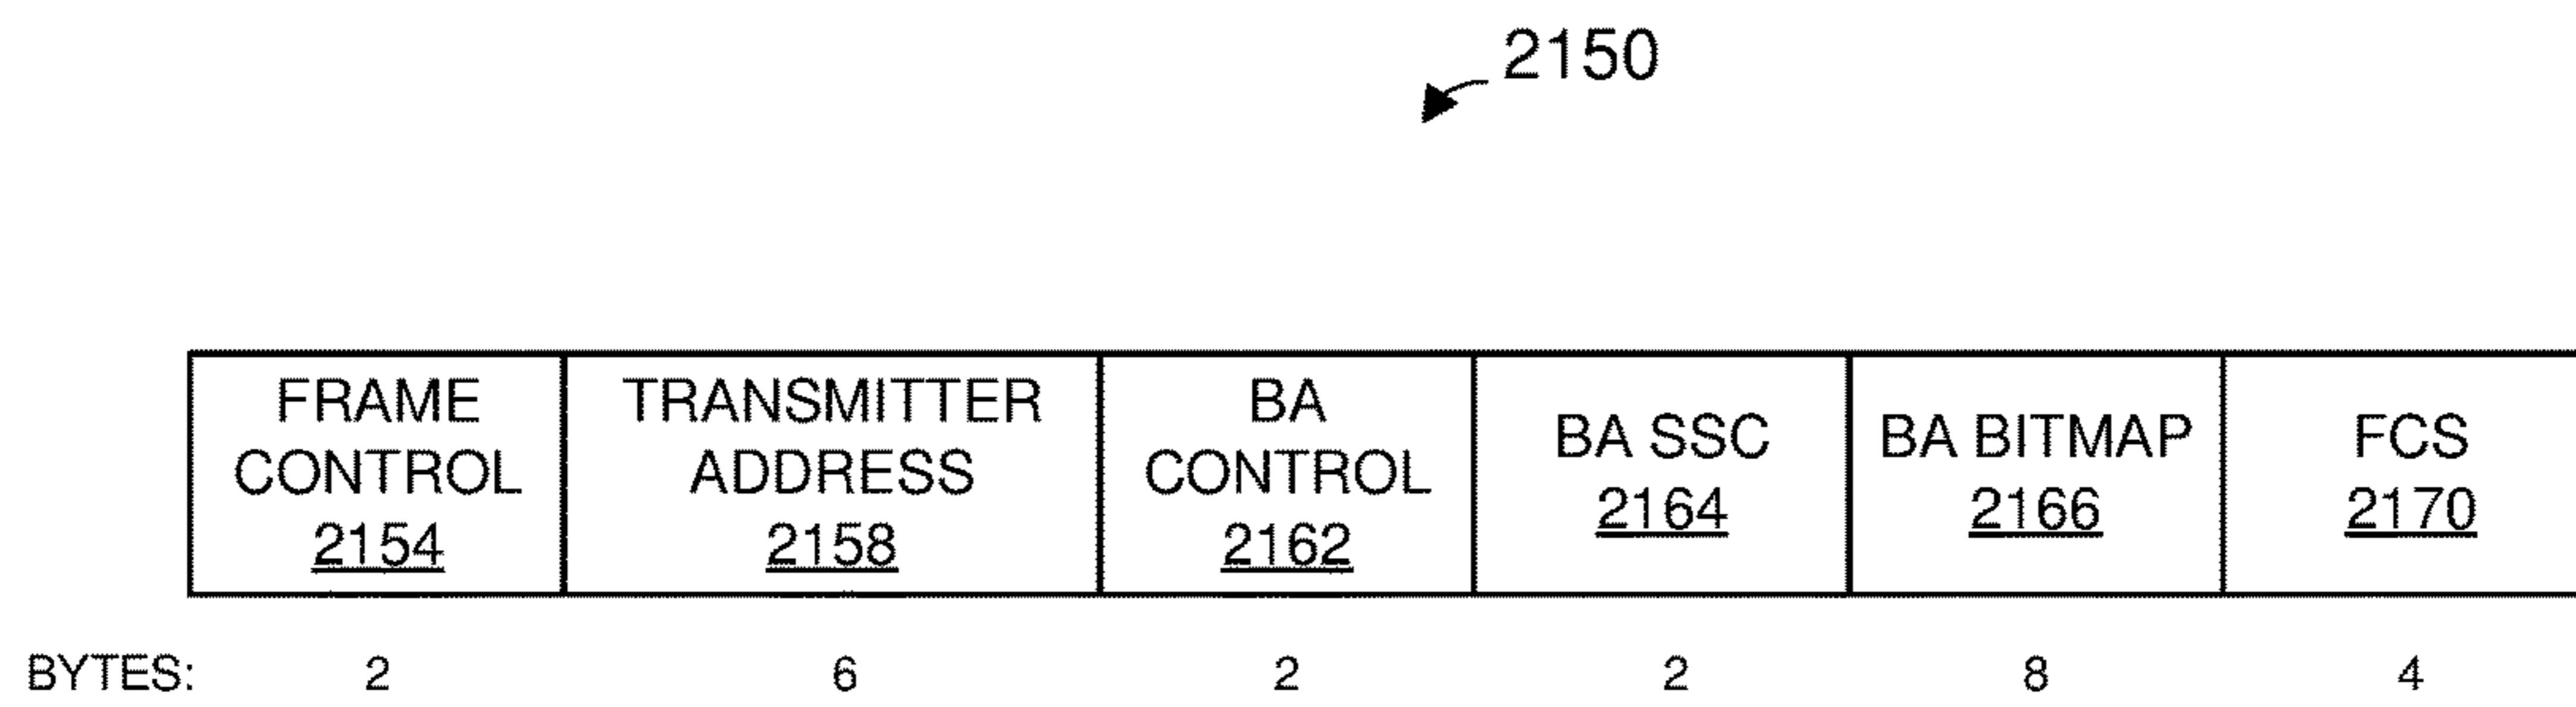 2150
FRAME
CONTROL
2154
TRANSMITTER
ADDRESS
2158
BA
CONTROL
2162
BA SSC
2164
BA BITMAP
2166
FCS
2170
BYTES: 2 6 2 2 8 4